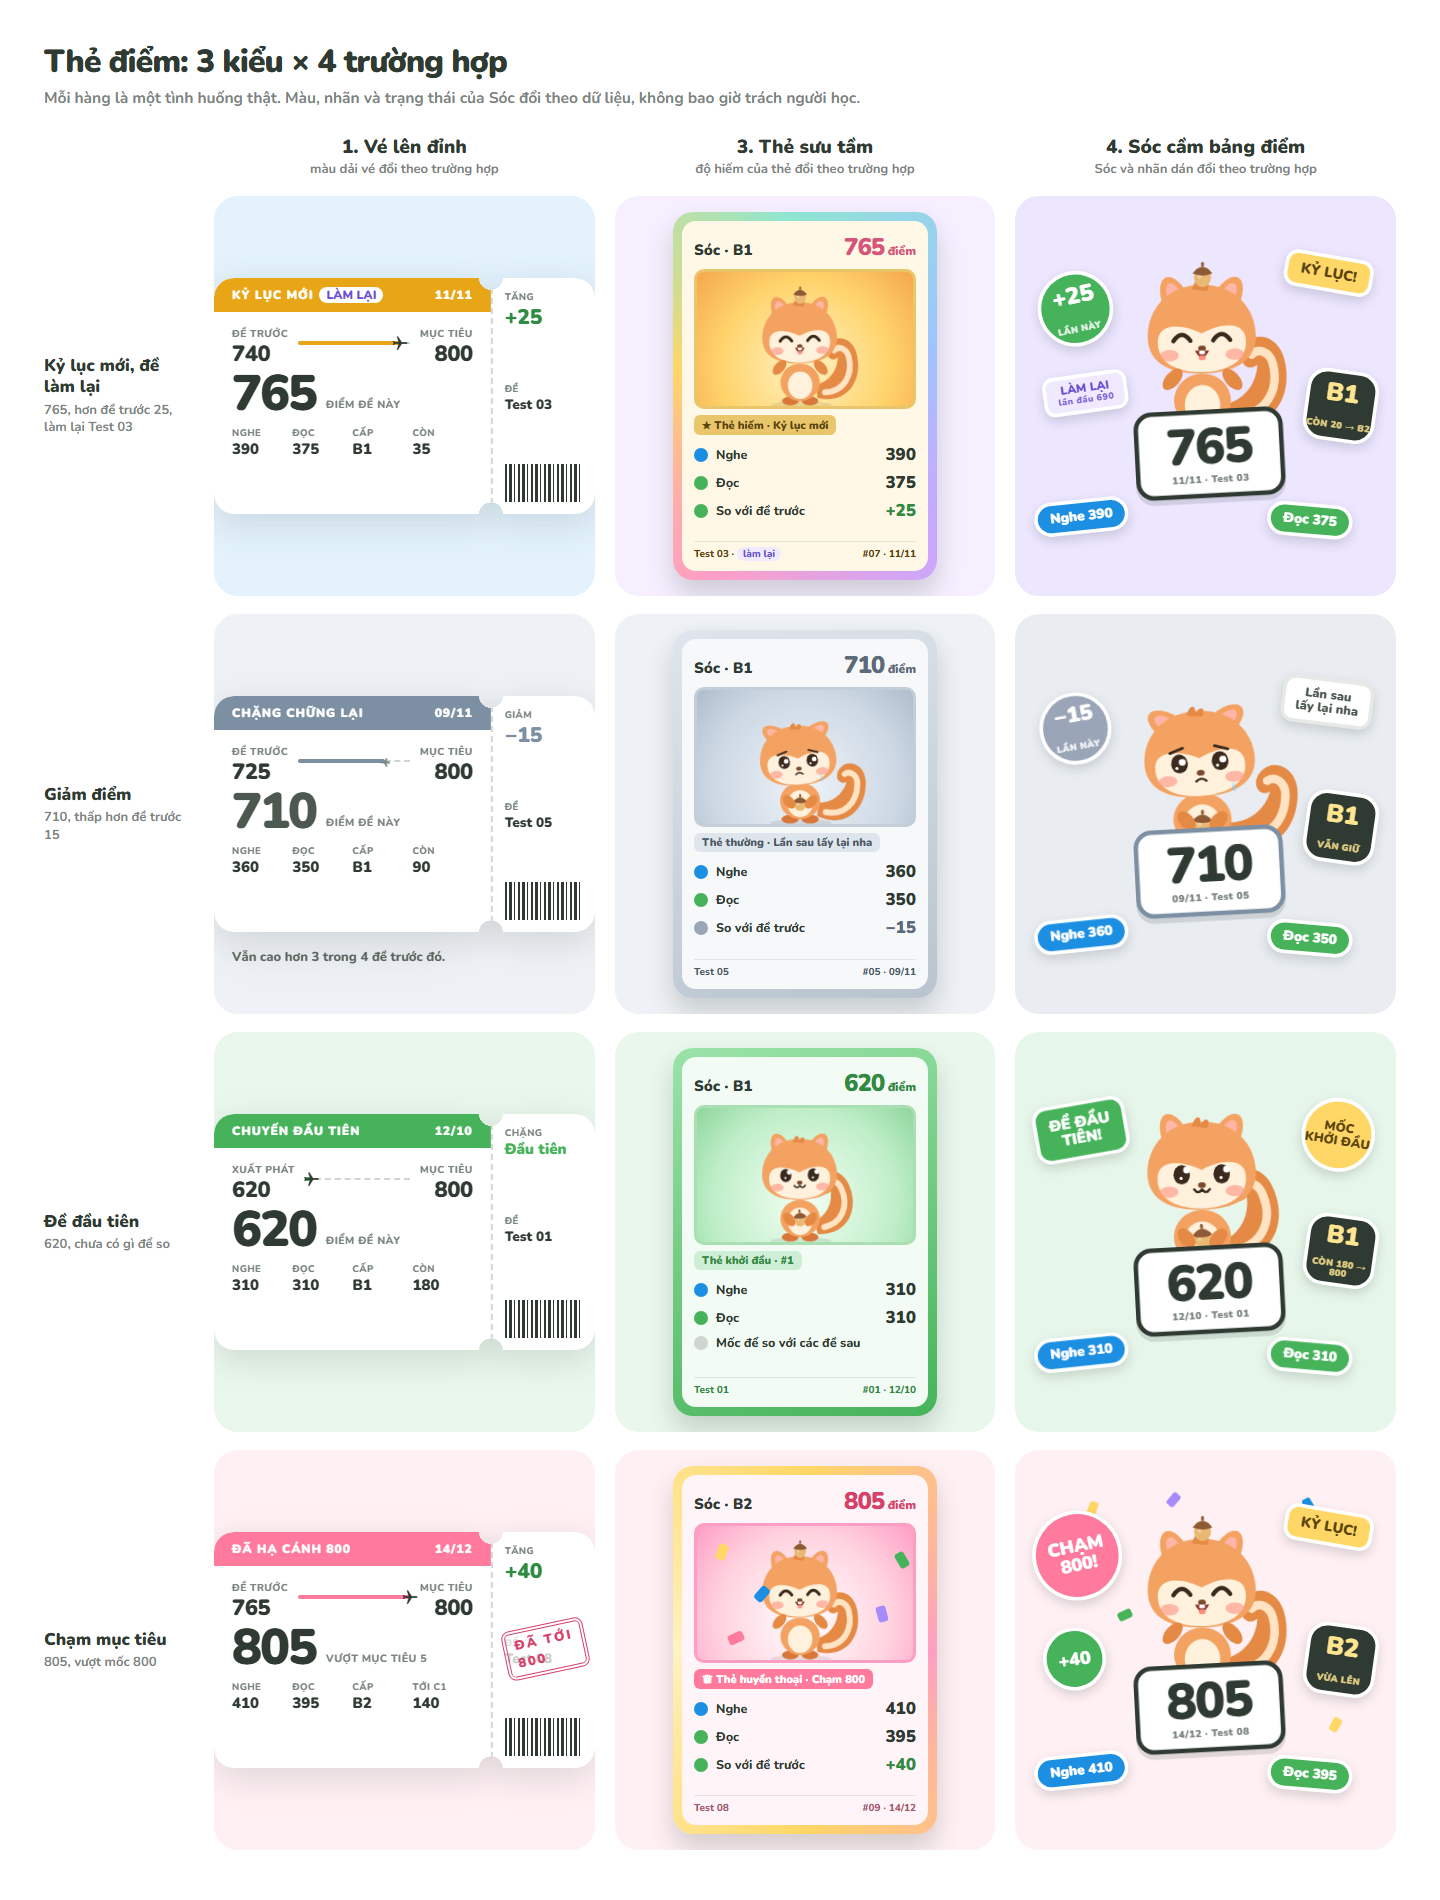 Thẻ điểm: 3 kiểu × 4 trường hợp
Mỗi hàng là một tình huống thật. Màu, nhãn và trạng thái của Sóc đổi theo dữ liệu, không bao giờ trách người học.
1. Vé lên đỉnh
màu dải vé đổi theo trường hợp
3. Thẻ sưu tầm
độ hiếm của thẻ đổi theo trường hợp
4. Sóc cầm bảng điểm
Sóc và nhãn dán đổi theo trường hợp
Kỷ lục mới, đề
làm lại
765, hơn đề trước 25,
làm lại Test 03
KỶ LỤC MỚI LÀM LẠI 11/11
TĂNG
+25
ĐỀ TRƯỚC MỤC TIÊU
740 800
765 ĐIỂM ĐỀ NÀY
ĐỀ
Test 03
NGHE ĐỌC CẤP CÒN
390 375 B1 35
Sóc · B1 765 điểm
★ Thẻ hiếm · Kỷ lục mới
Nghe 390
Đọc 375
So với đề trước +25
Test 03 · làm lại #07 · 11/11
+25
LẦN NÀY
KỶ LỤC!
LÀM LẠI
lần đầu 690
B1
CÒN 20 → B2
765
11/11 · Test 03
Nghe 390
Đọc 375
Giảm điểm
710, thấp hơn đề trước
15
CHẶNG CHỮNG LẠI 09/11
GIẢM
−15
ĐỀ TRƯỚC MỤC TIÊU
725 800
710 ĐIỂM ĐỀ NÀY
ĐỀ
Test 05
NGHE ĐỌC CẤP CÒN
360 350 B1 90
Vẫn cao hơn 3 trong 4 đề trước đó.
Sóc · B1 710 điểm
Thẻ thường · Lần sau lấy lại nha
Nghe 360
Đọc 350
So với đề trước −15
Test 05 #05 · 09/11
−15
LẦN NÀY
Lần sau
lấy lại nha
B1
VẪN GIỮ
710
09/11 · Test 05
Nghe 360
Đọc 350
Đề đầu tiên
620, chưa có gì để so
CHUYẾN ĐẦU TIÊN 12/10
CHẶNG
Đầu tiên
XUẤT PHÁT MỤC TIÊU
620 800
620 ĐIỂM ĐỀ NÀY
ĐỀ
Test 01
NGHE ĐỌC CẤP CÒN
310 310 B1 180
Sóc · B1 620 điểm
Thẻ khởi đầu · #1
Nghe 310
Đọc 310
Mốc để so với các đề sau
Test 01 #01 · 12/10
ĐỀ ĐẦU
TIÊN!
MỐC
KHỞI ĐẦU
B1
CÒN 180 →
800
620
12/10 · Test 01
Nghe 310
Đọc 310
Chạm mục tiêu
805, vượt mốc 800
ĐÃ HẠ CÁNH 800 14/12
TĂNG
+40
ĐỀ TRƯỚC MỤC TIÊU
765 800
805 VƯỢT MỤC TIÊU 5
ĐÃ TỚI
800
NGHE ĐỌC CẤP TỚI C1
410 395 B2 140
Sóc · B2 805 điểm
Thẻ huyền thoại · Chạm 800
Nghe 410
Đọc 395
So với đề trước +40
Test 08 #09 · 14/12
CHẠM
800!
KỶ LỤC!
+40
B2
VỪA LÊN
805
14/12 · Test 08
Nghe 410
Đọc 395